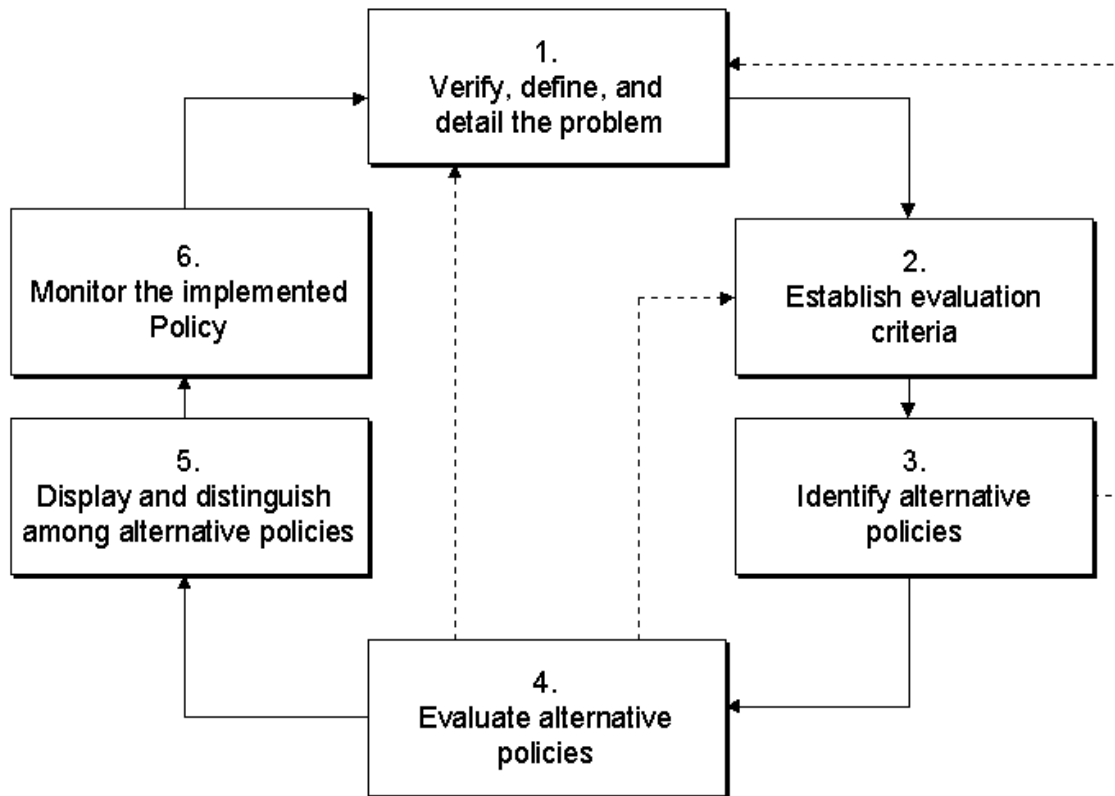 1.
Verify, define, and
detail the problem
2.
Establish evaluation
criteria
3.
Identify alternative
policies
4.
Evaluate alternative
policies
5.
Display and distinguish
among alternative policies
6.
Monitor the implemented
Policy